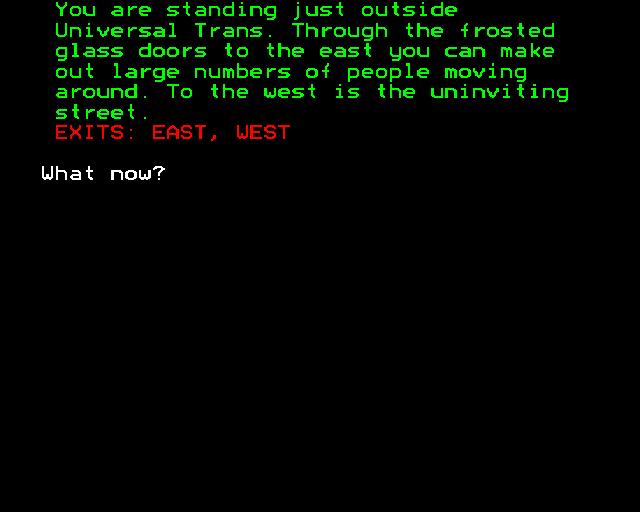 You are standing just outside
Universal Trans. Through the frosted
glass doors to the east you can make
out large numbers of people moving
around. To the west is the uninviting
street.
EXITS: EAST, WEST
What now?